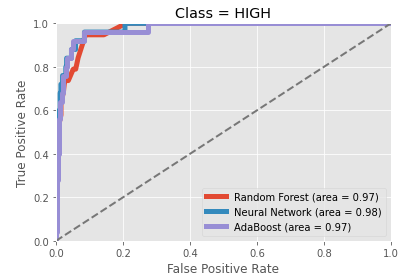 Class = HIGH
True Positive Rate
1.0
0.8
0.6
0.4
0.2
0.0
Random Forest (area = 0.97)
Neural Network (area = 0.98)
AdaBoost (area = 0.97)
0.0 0.2 0.4 0.6 0.8 1.0
False Positive Rate